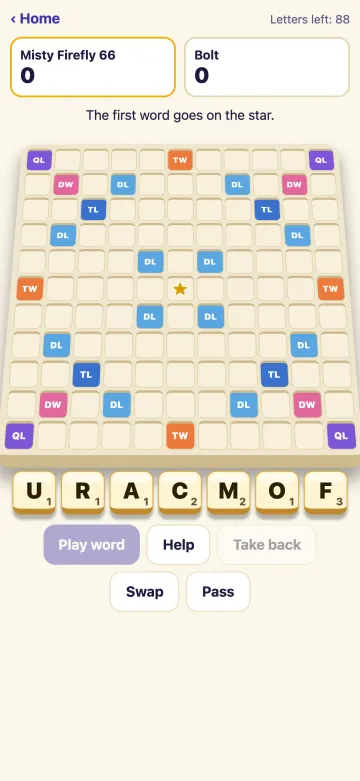 ‹ Home Letters left: 88
Misty Firefly 66 Bolt
0 0
The first word goes on the star.
QL TW QL
DW DL DL DW
TL TL
DL DL
DL DL
TW TW
DL DL
DL DL
TL TL
DW DL DL DW
QL TW QL
U1 R1 A1 C2 M2 O1 F3
Play word Help Take back
Swap Pass